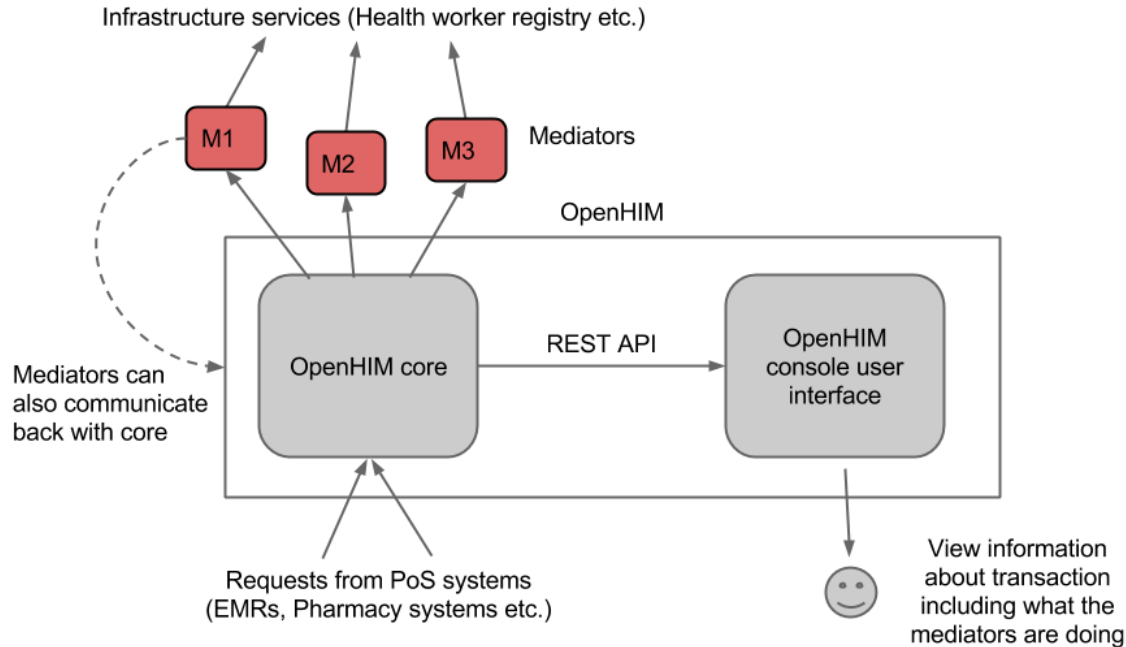 Infrastructure services (Health worker registry etc.)
M1
M2
M3
Mediators
OpenHIM
OpenHIM core
REST API
OpenHIM
console user
interface
Mediators can
also communicate
back with core
Requests from PoS systems
(EMRs, Pharmacy systems etc.)
View information
about transaction
including what the
mediators are doing